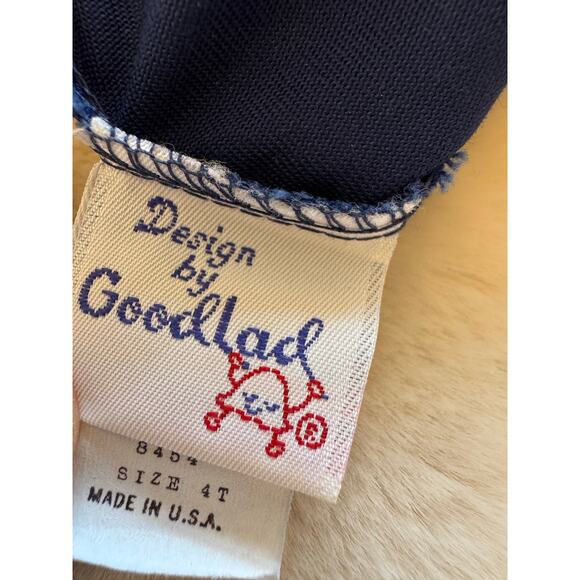 Design
by
Goodlad
®
8454
SIZE 4T
MADE IN U.S.A.